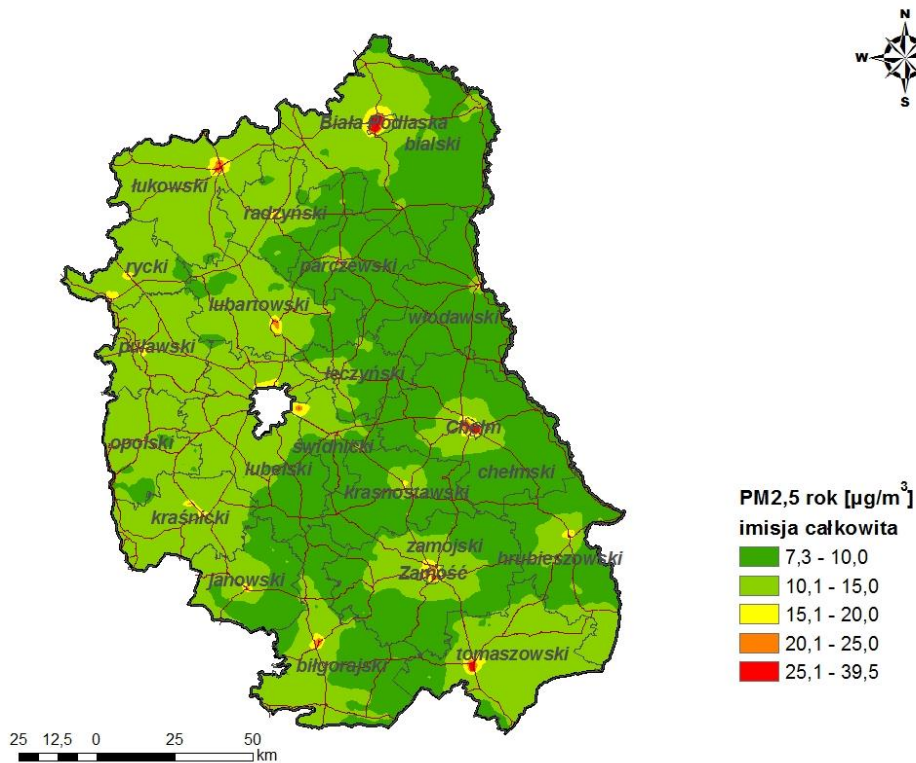 N
W E
S
Biała Podlaska
bialski
łukowski
radzyński
rycki
parczewski
lubartowski
włodawski
puławski
łęczyński
Chełm
opolski
świdnicki
lubelski
chełmski
krasnostawski
kraśnicki
zamojski
hrubieszowski
Zamość
janowski
tomaszowski
biłgorajski
PM2,5 rok [µg/m³]
imisja całkowita
7,3 - 10,0
10,1 - 15,0
15,1 - 20,0
20,1 - 25,0
25,1 - 39,5
25 12,5 0 25 50
km